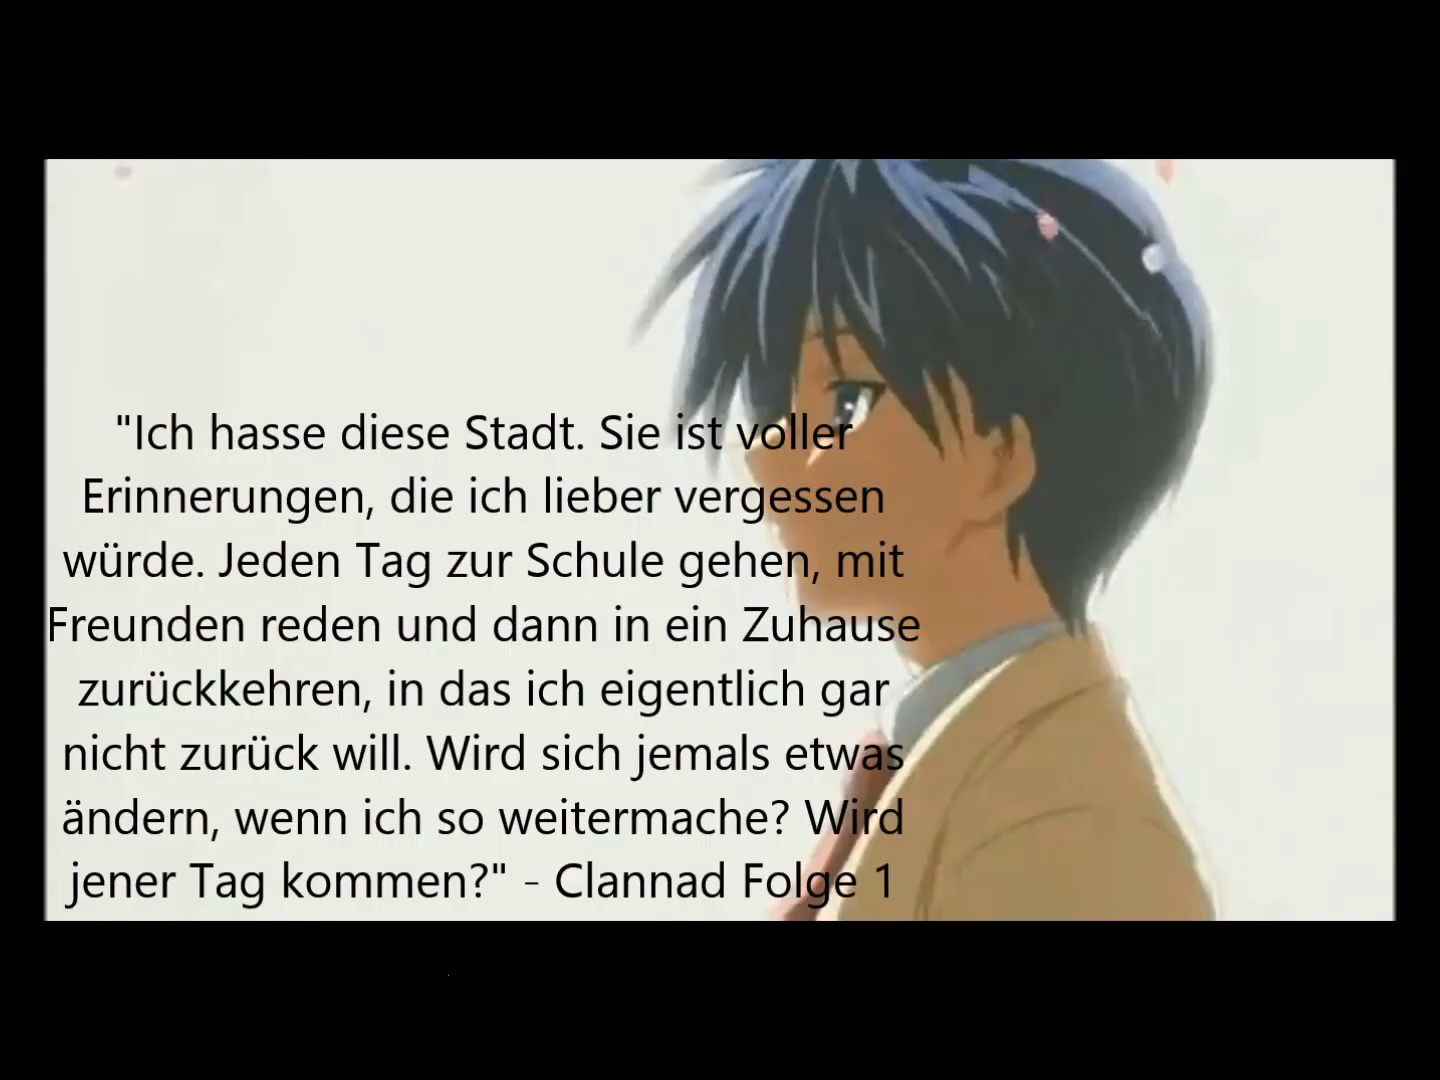 "Ich hasse diese Stadt. Sie ist voller
Erinnerungen, die ich lieber vergessen
würde. Jeden Tag zur Schule gehen, mit
Freunden reden und dann in ein Zuhause
zurückkehren, in das ich eigentlich gar
nicht zurück will. Wird sich jemals etwas
ändern, wenn ich so weitermache? Wird
jener Tag kommen?" - Clannad Folge 1